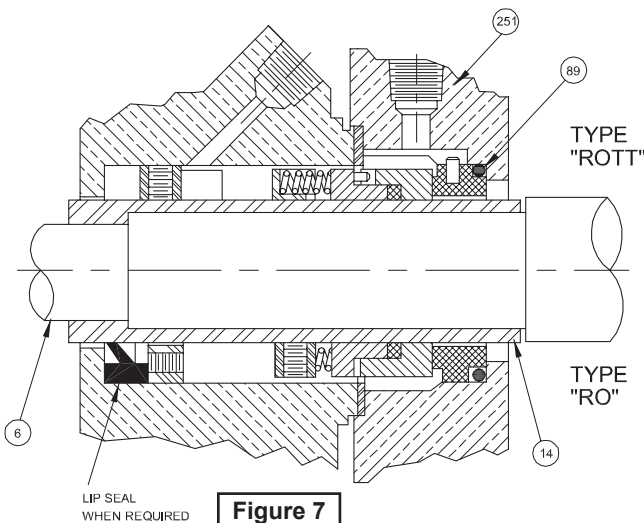 251
89
TYPE
"ROTT"
TYPE
"RO"
6
14
LIP SEAL
WHEN REQUIRED
Figure 7